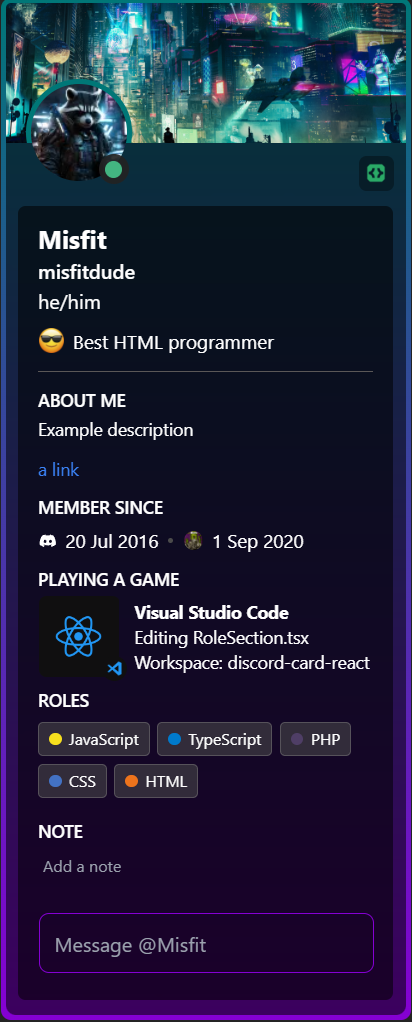 Misfit
misfitdude
he/him
😎 Best HTML programmer
ABOUT ME
Example description
a link
MEMBER SINCE
20 Jul 2016 • 1 Sep 2020
PLAYING A GAME
Visual Studio Code
Editing RoleSection.tsx
Workspace: discord-card-react
ROLES
JavaScript TypeScript PHP
CSS HTML
NOTE
Add a note
Message @Misfit